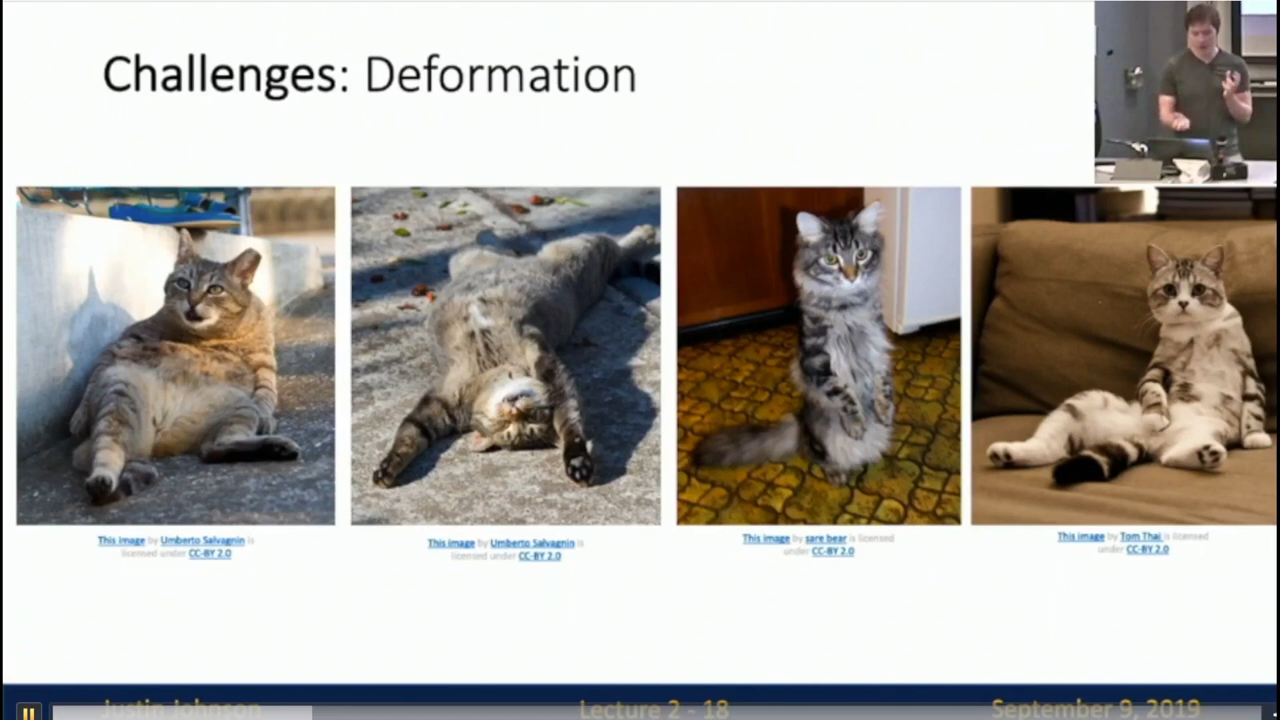 Challenges: Deformation
This image by Umberto Salvagnin is
licensed under CC-BY 2.0
This image by Umberto Salvagnin is
licensed under CC-BY 2.0
This image by sare bear is licensed
under CC-BY 2.0
This image by Tom Thai is licensed
under CC-BY 2.0
Justin Johnson
Lecture 2 - 18
September 9, 2019